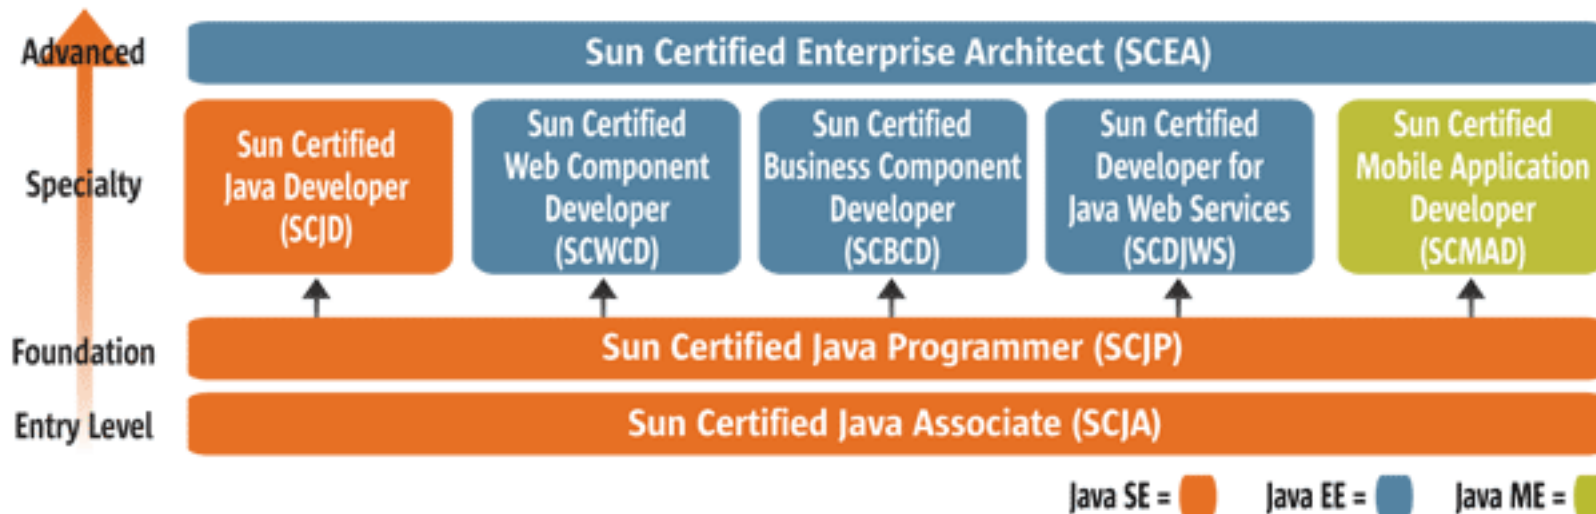 Advanced
Sun Certified Enterprise Architect (SCEA)
Specialty
Sun Certified
Java Developer
(SCJD)
Sun Certified
Web Component
Developer
(SCWCD)
Sun Certified
Business Component
Developer
(SCBCD)
Sun Certified
Developer for
Java Web Services
(SCDJWS)
Sun Certified
Mobile Application
Developer
(SCMAD)
Foundation
Sun Certified Java Programmer (SCJP)
Entry Level
Sun Certified Java Associate (SCJA)
Java SE =
Java EE =
Java ME =